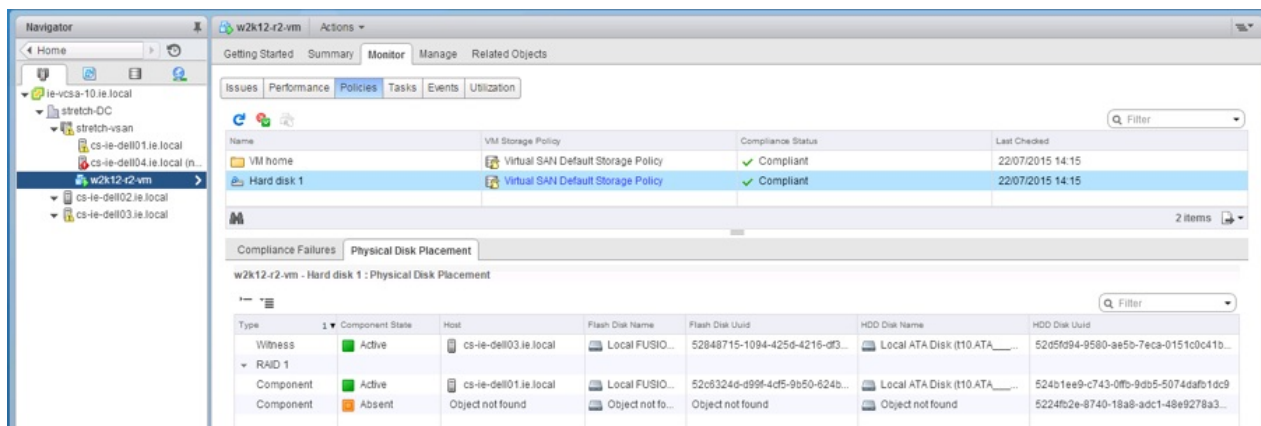 Navigator
w2k12-r2-vm Actions
Home
Getting Started Summary Monitor Manage Related Objects
Issues Performance Policies Tasks Events Utilization
ie-vcsa-10.ie.local
stretch-DC
stretch-vsan
cs-ie-dell01.ie.local
cs-ie-dell04.ie.local (n...
w2k12-r2-vm
cs-ie-dell02.ie.local
cs-ie-dell03.ie.local
Filter
Name VM Storage Policy Compliance Status Last Checked
VM home Virtual SAN Default Storage Policy Compliant 22/07/2015 14:15
Hard disk 1 Virtual SAN Default Storage Policy Compliant 22/07/2015 14:15
2 items
Compliance Failures Physical Disk Placement
w2k12-r2-vm - Hard disk 1 : Physical Disk Placement
Filter
Type 1 Component State Host Flash Disk Name Flash Disk Uuid HDD Disk Name HDD Disk Uuid
Witness Active cs-ie-dell03.ie.local Local FUSIO... 52848715-1094-425d-4216-df3... Local ATA Disk (t10.ATA___... 52d5fd94-9580-ae5b-7eca-0151c0c41b...
RAID 1
Component Active cs-ie-dell01.ie.local Local FUSIO... 52c6324d-d99f-4cf5-9b50-624b... Local ATA Disk (t10.ATA___... 524b1ee9-c743-0ffb-9db5-5074dafb1dc9
Component Absent Object not found Object not fo... Object not found Object not found 5224fb2e-8740-18a8-adc1-48e9278a3...